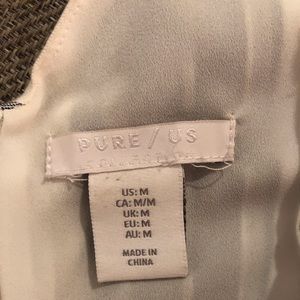 PURE / US
US: M
CA: M/M
UK: M
EU: M
AU: M
MADE IN
CHINA